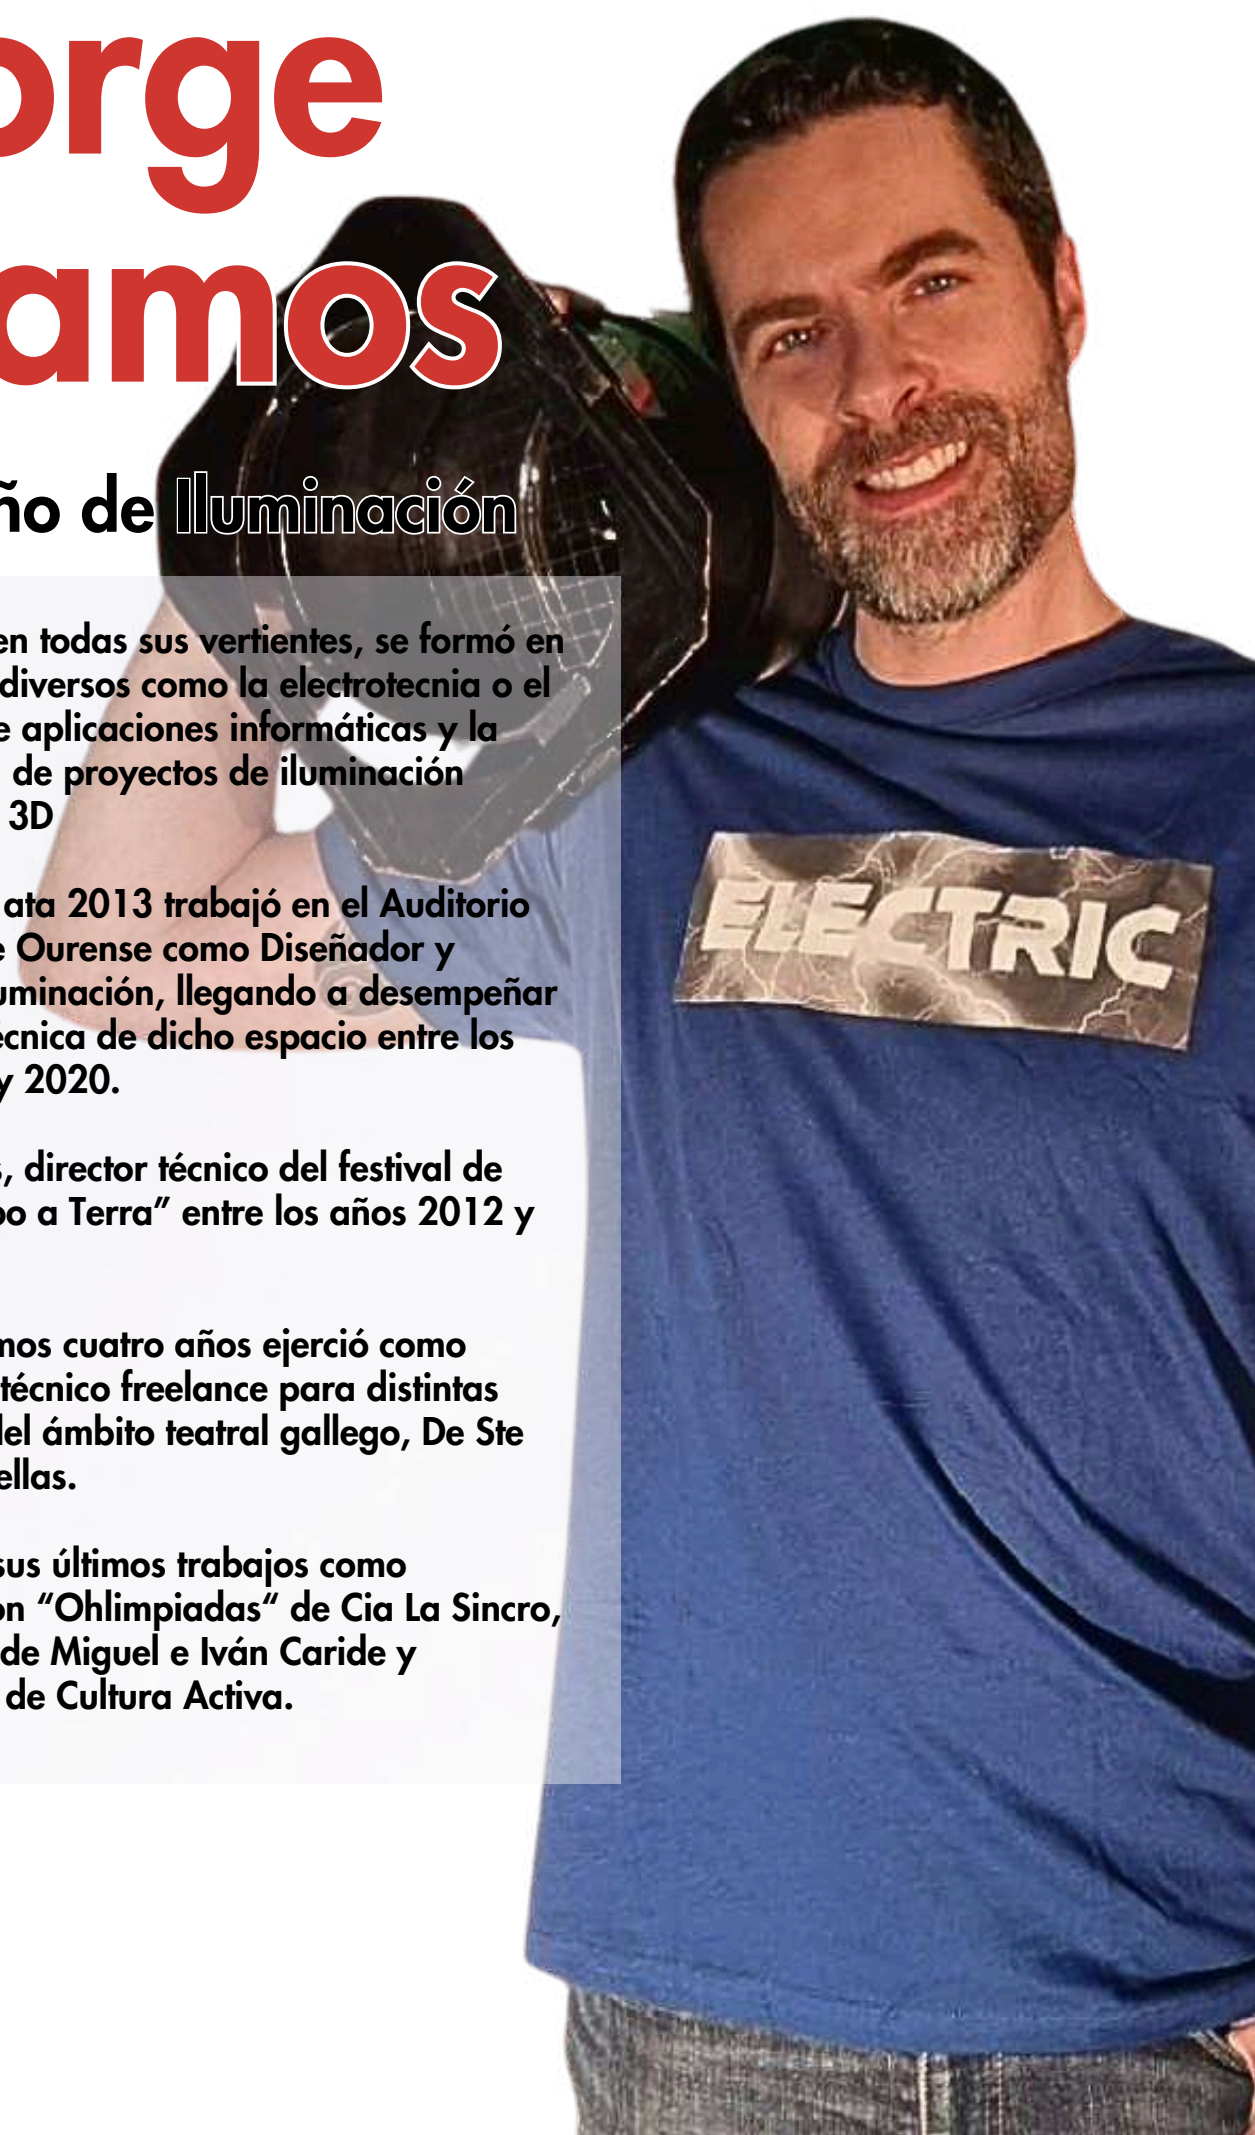 orge
amos
ño de Iluminación
en todas sus vertientes, se formó en
diversos como la electrotecnia o el
e aplicaciones informáticas y la
de proyectos de iluminación
3D
ata 2013 trabajó en el Auditorio
e Ourense como Diseñador y
uminación, llegando a desempeñar
écnica de dicho espacio entre los
y 2020.
s, director técnico del festival de
po a Terra” entre los años 2012 y
mos cuatro años ejerció como
técnico freelance para distintas
del ámbito teatral gallego, De Ste
ellas.
sus últimos trabajos como
on “Ohlimpiadas“ de Cia La Sincro,
de Miguel e Iván Caride y
de Cultura Activa.
ELECTRIC